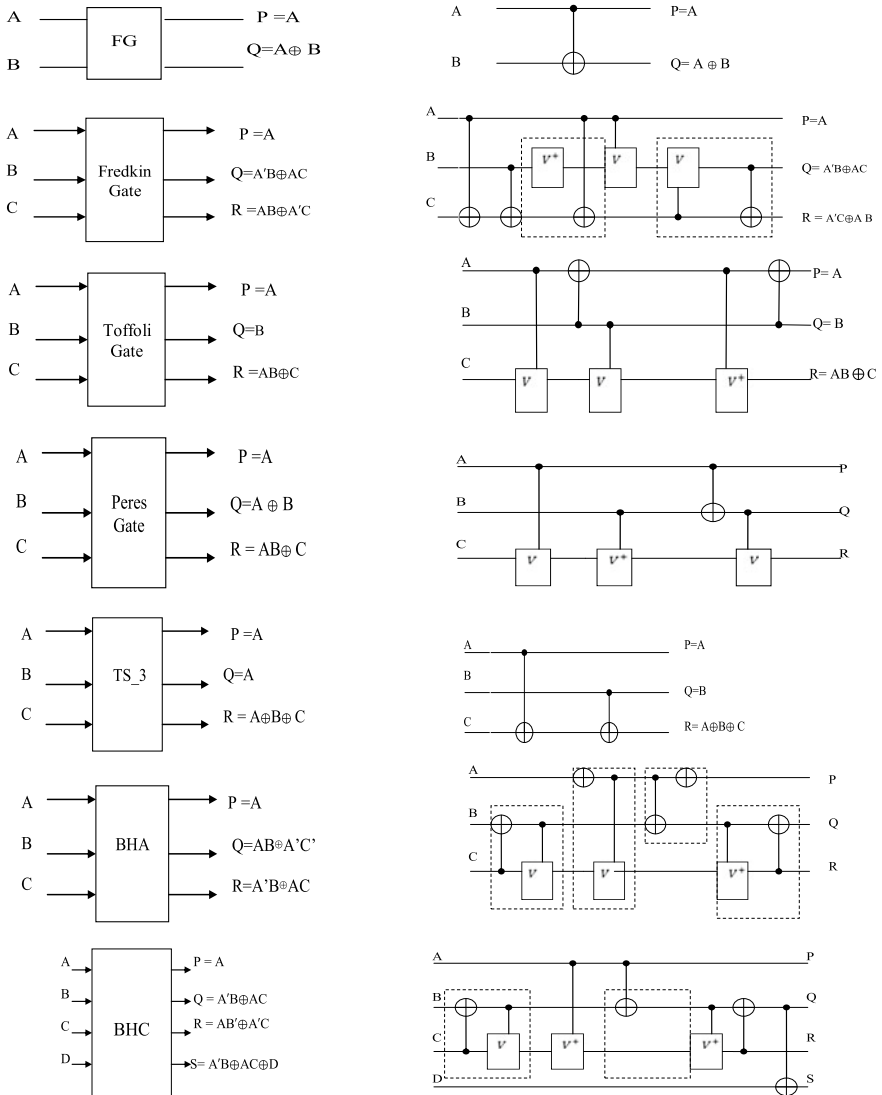 A P =A
FG
B Q=A⊕ B
A P=A
B Q= A ⊕ B
A P =A
B Fredkin Gate Q=A′B⊕AC
C R =AB⊕A′C
A P=A
V⁺ V V
B Q= A′B⊕AC
C R = A′C⊕A B
A P =A
B Toffoli Gate Q=B
C R =AB⊕C
A P= A
B Q= B
C R= AB ⊕ C
V V V⁺
A P =A
B Peres Gate Q=A ⊕ B
C R = AB⊕ C
A P
B Q
C R
V V⁺ V
A P=A
B TS_3 Q=A
C R = A⊕B⊕ C
A P=A
B Q=B
C R= A⊕B⊕ C
A P=A
B BHA Q=AB⊕A’C’
C R=A’B⊕AC
A P
B Q
C R
V V V⁺
A P = A
B Q = A′B⊕AC
BHC
C R = AB′⊕A′C
D S= A′B⊕AC⊕D
A P
B Q
C R
V V⁺ V⁺
D S